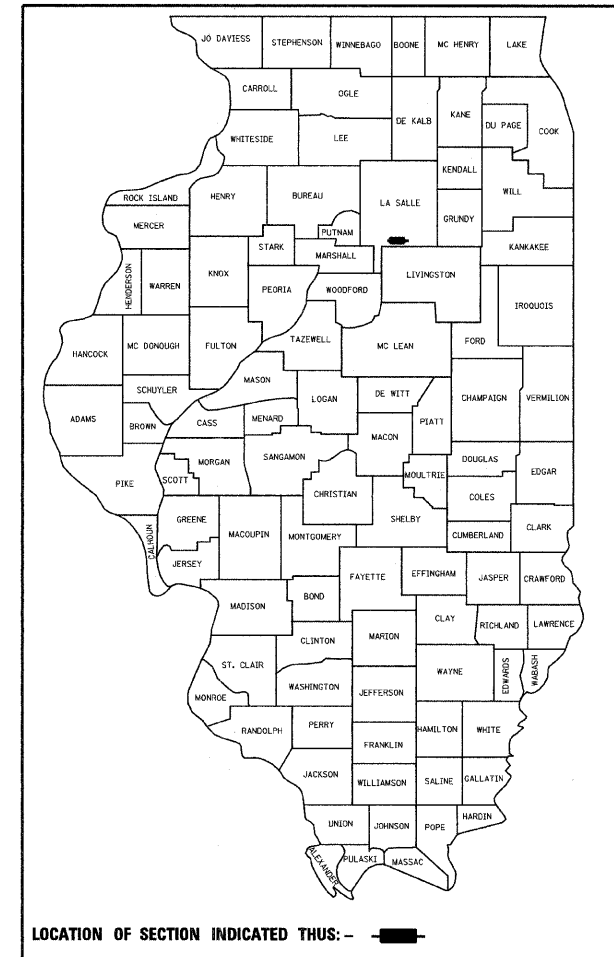 JO DAVIESS STEPHENSON WINNEBAGO BOONE MC HENRY LAKE
CARROLL OGLE DE KALB KANE DU PAGE COOK
WHITESIDE LEE
KENDALL WILL
ROCK ISLAND HENRY BUREAU LA SALLE GRUNDY
MERCER PUTNAM KANKAKEE
STARK MARSHALL
HENDERSON WARREN KNOX PEORIA WOODFORD LIVINGSTON IROQUOIS
HANCOCK MC DONOUGH FULTON TAZEWELL MC LEAN FORD
SCHUYLER MASON LOGAN DE WITT CHAMPAIGN VERMILION
ADAMS BROWN CASS MENARD PIATT
MACON
SANGAMON DOUGLAS
PIKE SCOTT MORGAN CHRISTIAN MOULTRIE COLES EDGAR
GREENE SHELBY
CALHOUN MACOUPIN MONTGOMERY CUMBERLAND CLARK
JERSEY
FAYETTE EFFINGHAM JASPER CRAWFORD
MADISON BOND
CLAY RICHLAND LAWRENCE
CLINTON MARION
ST. CLAIR WAYNE EDWARDS WABASH
WASHINGTON JEFFERSON
MONROE
RANDOLPH PERRY HAMILTON WHITE
FRANKLIN
JACKSON WILLIAMSON SALINE GALLATIN
HARDIN
UNION JOHNSON POPE
ALEXANDER PULASKI MASSAC
LOCATION OF SECTION INDICATED THUS: –